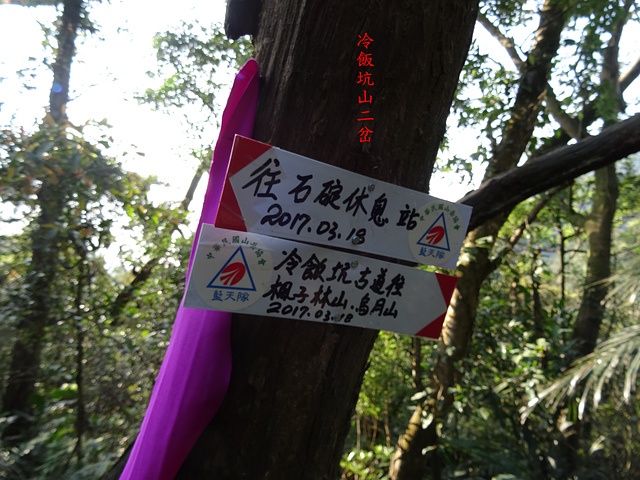 冷飯坑山二岔
往石碇休息站
2017.03.18
藍天隊
冷飯坑古道徑
楓子林山.烏月山
2017.03.18
藍天隊